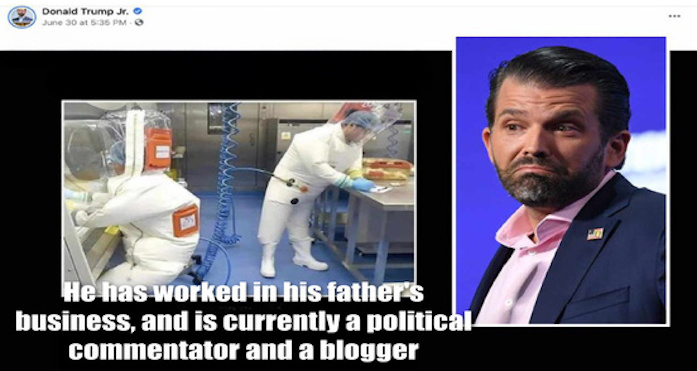 Donald Trump Jr.
June 30 at 5:35 PM ·
He has worked in his father's
business, and is currently a political
commentator and a blogger